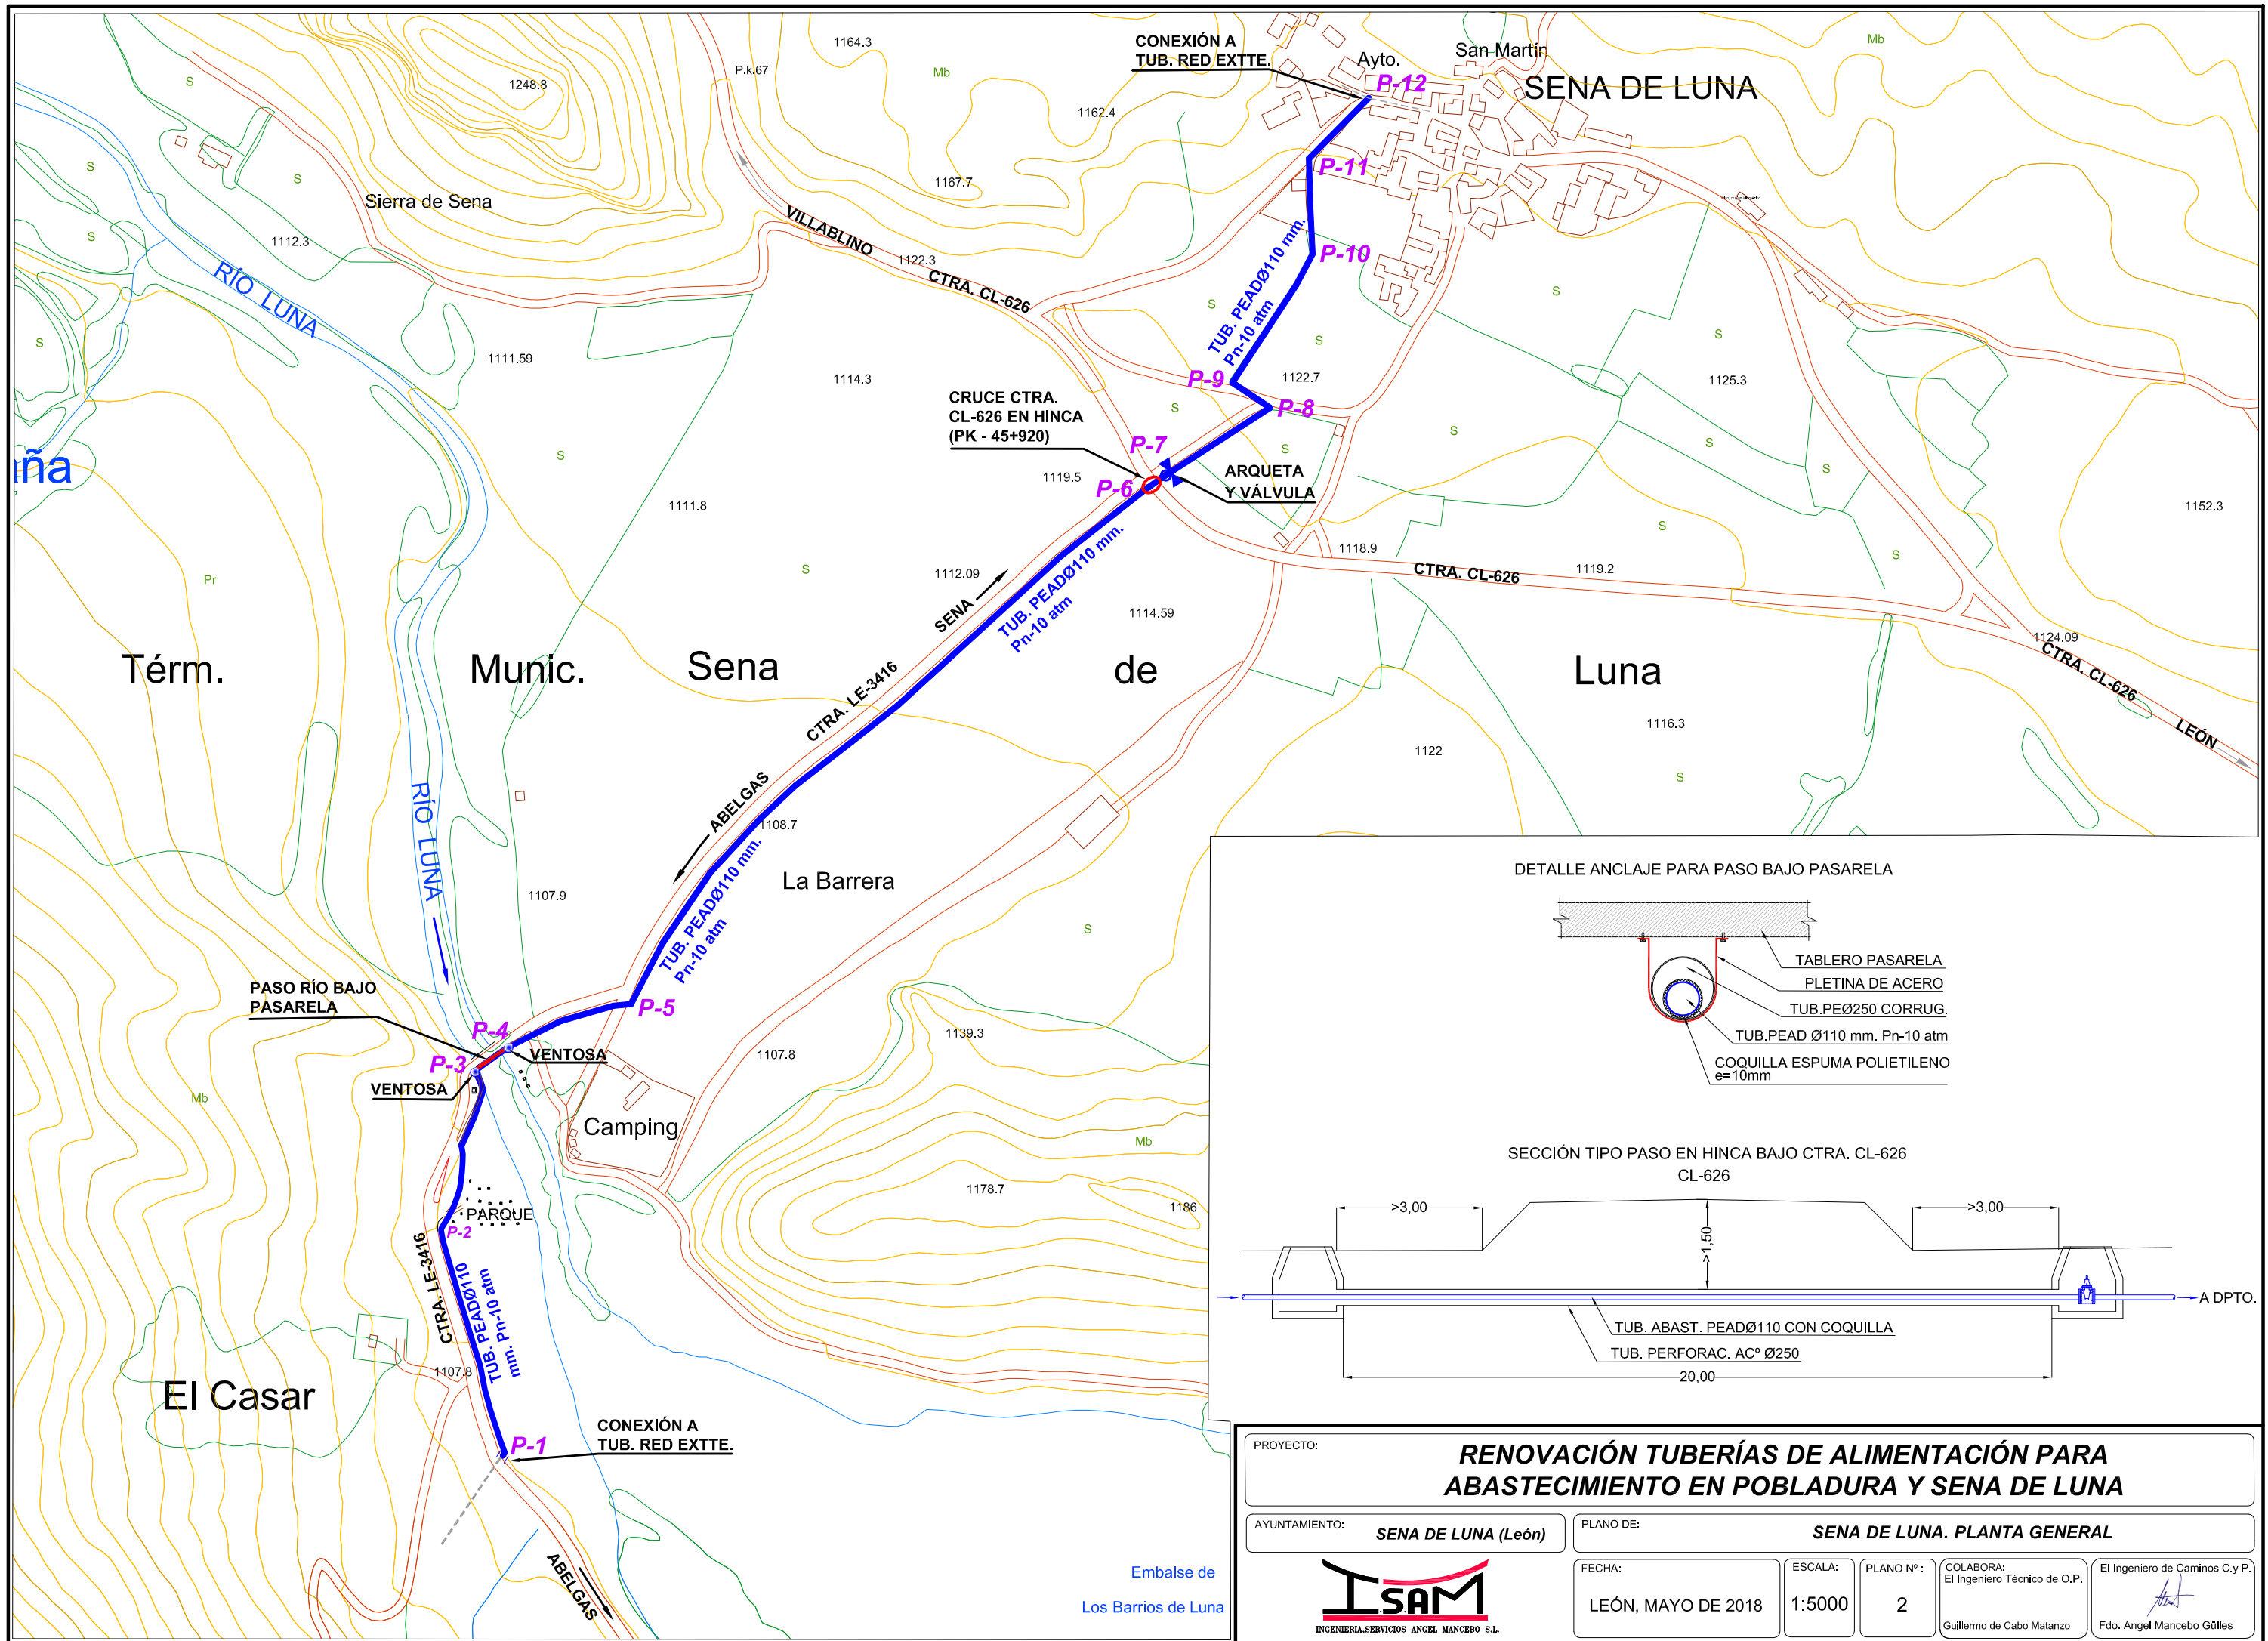 1164.3
P.k.67
Mb
1248.8
1162.4
1167.7
CONEXIÓN A
TUB. RED EXTTE.
Ayto.
San Martín
Mb
SENA DE LUNA
P-12
P-11
P-10
S
S
S
S
Sierra de Sena
1112.3
RÍO LUNA
VILLABLINO
1122.3
CTRA. CL-626
TUB. PEADØ110 mm.
Pn-10 atm
S
S
S
S
1111.59
1114.3
P-9
1122.7
P-8
S
S
1125.3
CRUCE CTRA.
CL-626 EN HINCA
(PK - 45+920)
P-7
P-6
ARQUETA
Y VÁLVULA
1119.5
S
S
S
S
S
S
1152.3
ña
S
1111.8
Pr
S
1112.09
SENA
TUB. PEADØ110 mm.
Pn-10 atm
1118.9
CTRA. CL-626
1119.2
1114.59
1124.09
CTRA. CL-626
LEÓN
Térm.
Munic.
Sena
de
Luna
CTRA. LE-3416
1116.3
1122
S
ABELGAS
RÍO LUNA
1108.7
TUB. PEADØ110 mm.
Pn-10 atm
La Barrera
1107.9
S
PASO RÍO BAJO
PASARELA
P-5
P-4
P-3
VENTOSA
VENTOSA
1139.3
1107.8
Mb
Camping
Mb
1178.7
1186
PARQUE
P-2
CTRA. LE-3416
TUB. PEADØ110
mm. Pn-10 atm
1107.8
El Casar
P-1
CONEXIÓN A
TUB. RED EXTTE.
ABELGAS
Embalse de
Los Barrios de Luna
DETALLE ANCLAJE PARA PASO BAJO PASARELA
TABLERO PASARELA
PLETINA DE ACERO
TUB.PEØ250 CORRUG.
TUB.PEAD Ø110 mm. Pn-10 atm
COQUILLA ESPUMA POLIETILENO
e=10mm
SECCIÓN TIPO PASO EN HINCA BAJO CTRA. CL-626
CL-626
>3,00
>3,00
>1,50
A DPTO.
TUB. ABAST. PEADØ110 CON COQUILLA
TUB. PERFORAC. ACº Ø250
20,00
PROYECTO:
RENOVACIÓN TUBERÍAS DE ALIMENTACIÓN PARA
ABASTECIMIENTO EN POBLADURA Y SENA DE LUNA
AYUNTAMIENTO:
SENA DE LUNA (León)
PLANO DE:
SENA DE LUNA. PLANTA GENERAL
I.SAM
INGENIERIA,SERVICIOS ANGEL MANCEBO S.L.
FECHA:
LEÓN, MAYO DE 2018
ESCALA:
1:5000
PLANO Nº :
2
COLABORA:
El Ingeniero Técnico de O.P.
Guillermo de Cabo Matanzo
El Ingeniero de Caminos C.y P.
Fdo. Angel Mancebo Güiles